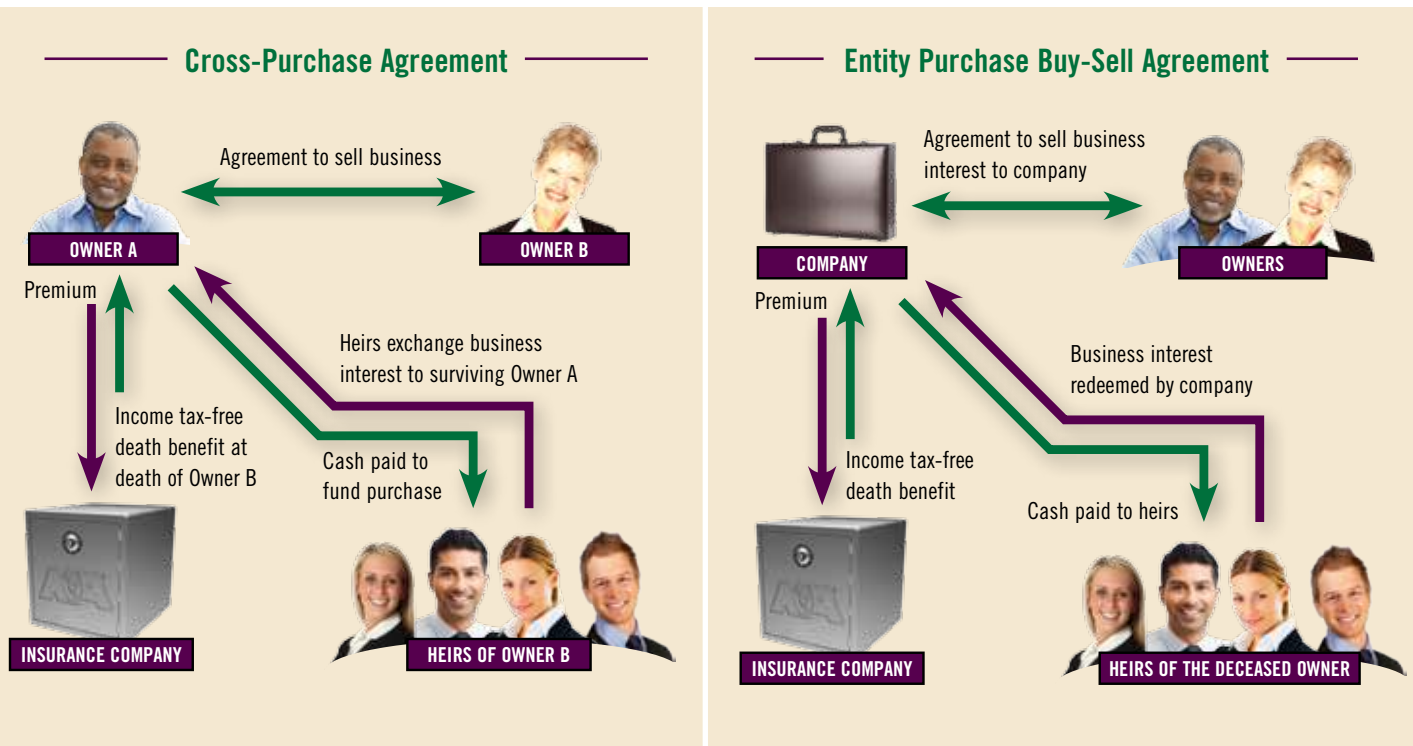 Cross-Purchase Agreement
Agreement to sell business
OWNER A
OWNER B
Premium
Heirs exchange business
interest to surviving Owner A
Income tax-free
death benefit at
death of Owner B
Cash paid to
fund purchase
INSURANCE COMPANY
HEIRS OF OWNER B
Entity Purchase Buy-Sell Agreement
Agreement to sell business
interest to company
COMPANY
OWNERS
Premium
Business interest
redeemed by company
Income tax-free
death benefit
Cash paid to heirs
INSURANCE COMPANY
HEIRS OF THE DECEASED OWNER